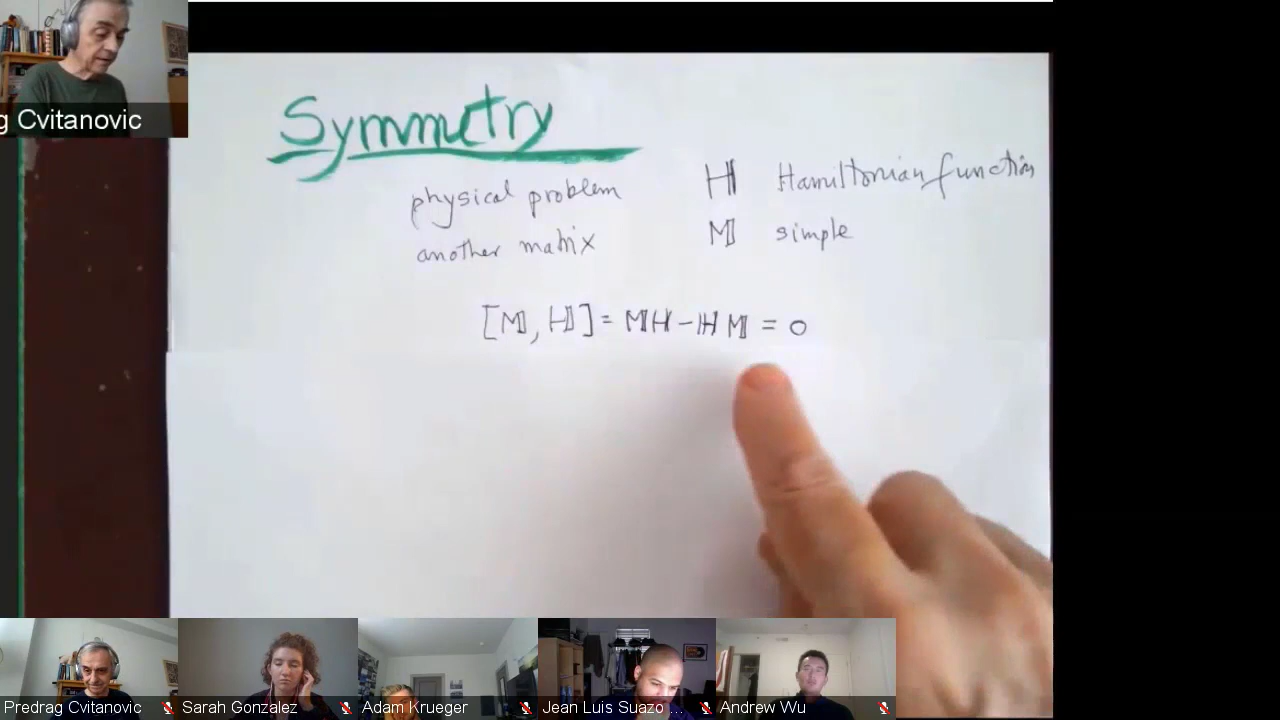 g Cvitanovic
Symmetry
physical problem H Hamiltonian function
another matrix M simple
[M, H] = MH - HM = 0
Predrag Cvitanovic
Sarah Gonzalez
Adam Krueger
Jean Luis Suazo ...
Andrew Wu